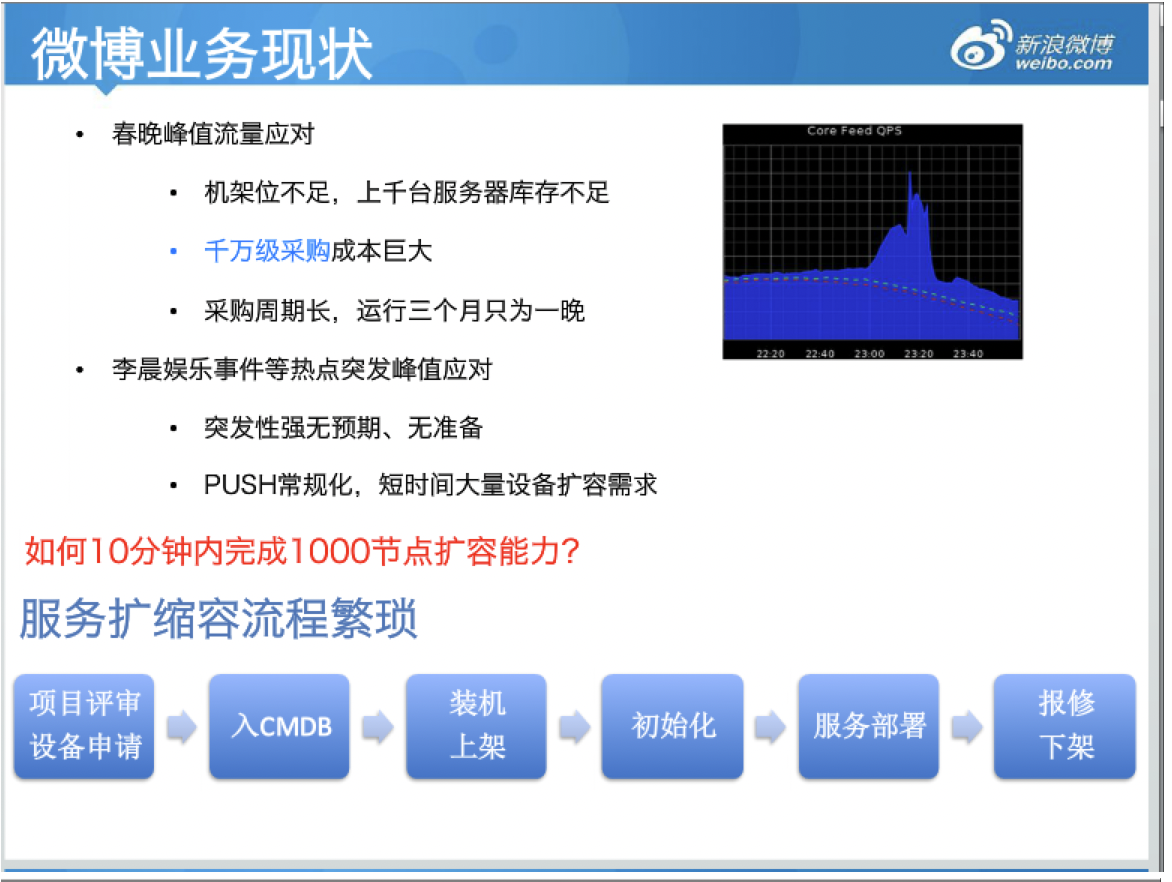 微博业务现状
新浪微博
weibo.com
• 春晚峰值流量应对
• 机架位不足，上千台服务器库存不足
• 千万级采购成本巨大
• 采购周期长，运行三个月只为一晚
• 李晨娱乐事件等热点突发峰值应对
• 突发性强无预期、无准备
• PUSH常规化，短时间大量设备扩容需求
Core Feed QPS
22:20 22:40 23:00 23:20 23:40
如何10分钟内完成1000节点扩容能力?
服务扩缩容流程繁琐
项目评审
设备申请
入CMDB
装机
上架
初始化
服务部署
报修
下架